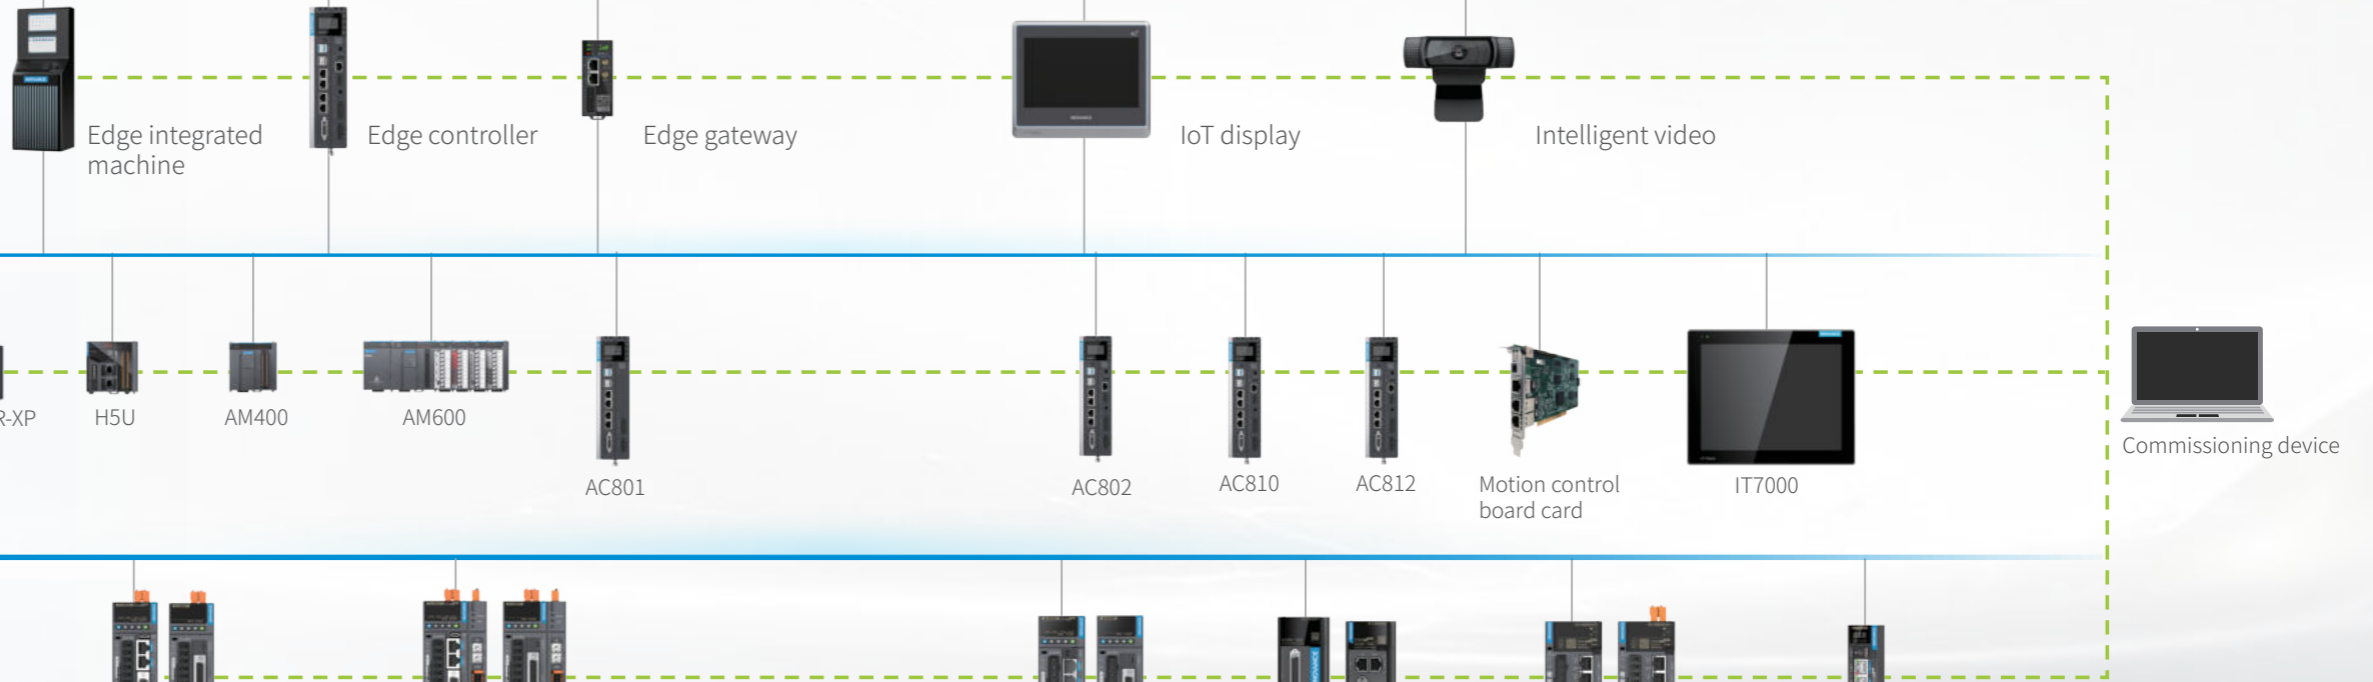 Edge integrated
machine
Edge controller
Edge gateway
IoT display
Intelligent video
R-XP
H5U
AM400
AM600
AC801
AC802
AC810
AC812
Motion control
board card
IT7000
Commissioning device